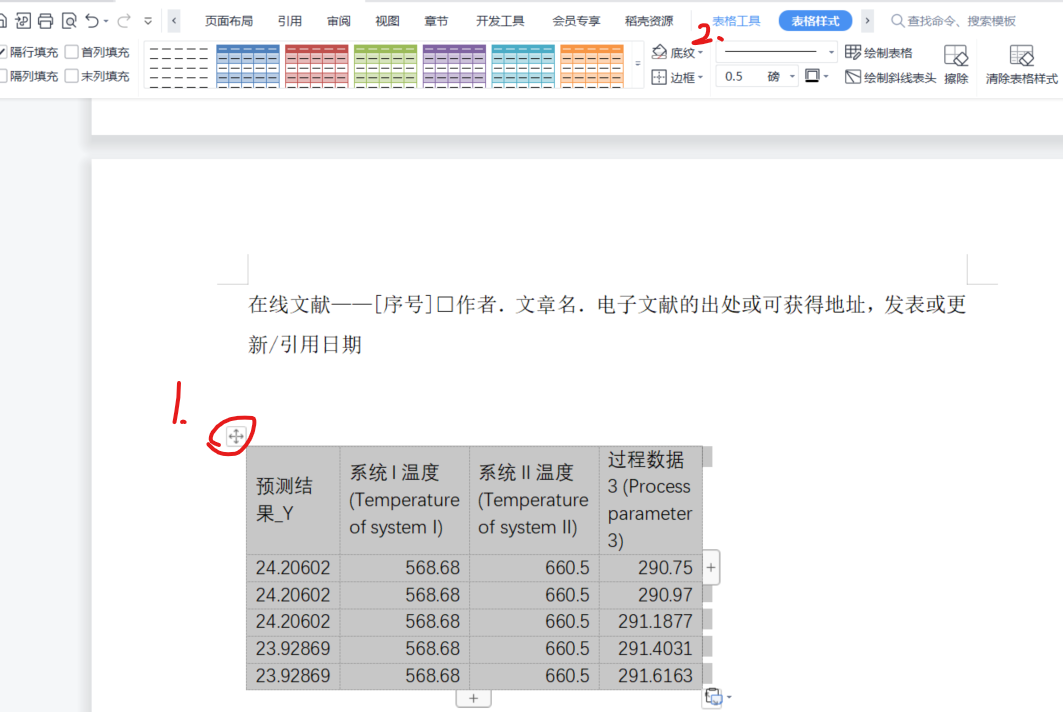 页面布局 引用 审阅 视图 章节 开发工具 会员专享 稻壳资源 表格工具 表格样式 查找命令、搜索模板
2.
隔行填充 首列填充 底纹 绘制表格
隔列填充 末列填充 边框 0.5 磅 绘制斜线表头 擦除 清除表格样式
在线文献——[序号]□作者. 文章名. 电子文献的出处或可获得地址，发表或更
新/引用日期
1.
预测结果_Y 系统 I 温度 (Temperature of system I) 系统 II 温度 (Temperature of system II) 过程数据 3 (Process parameter 3)
24.20602 568.68 660.5 290.75
24.20602 568.68 660.5 290.97
24.20602 568.68 660.5 291.1877
23.92869 568.68 660.5 291.4031
23.92869 568.68 660.5 291.6163